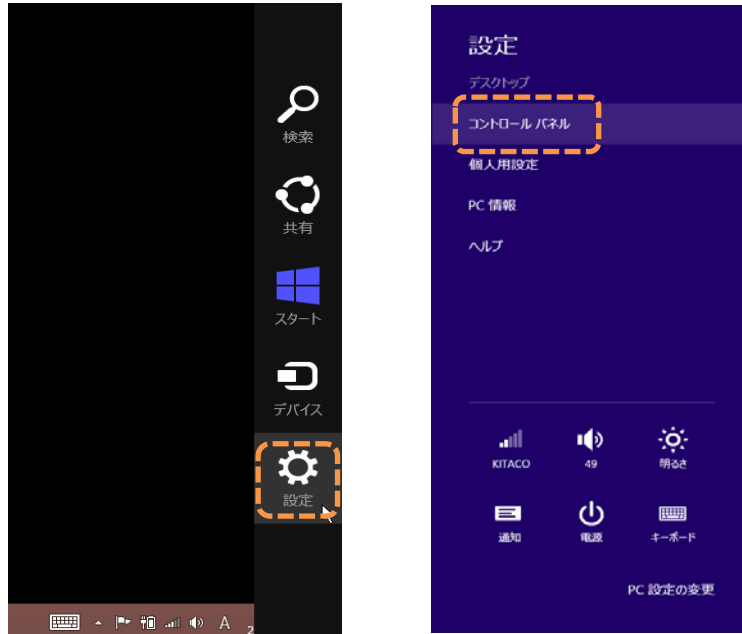 検索
共有
スタート
デバイス
設定
A
2
設定
デスクトップ
コントロール パネル
個人用設定
PC 情報
ヘルプ
KITACO
49
明るさ
通知
電源
キーボード
PC 設定の変更